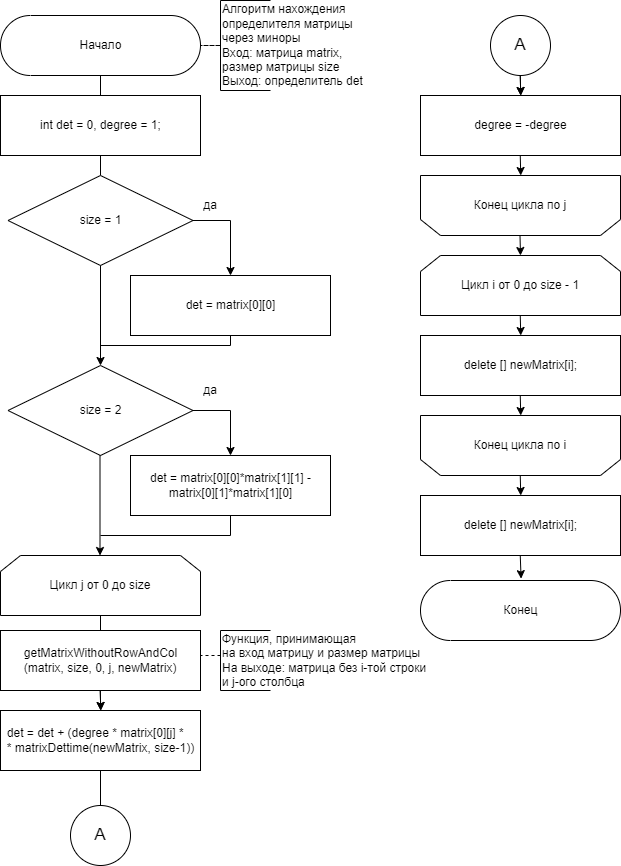 Начало
Алгоритм нахождения
определителя матрицы
через миноры
Вход: матрица matrix,
размер матрицы size
Выход: определитель det
int det = 0, degree = 1;
size = 1
да
det = matrix[0][0]
size = 2
да
det = matrix[0][0]*matrix[1][1] -
matrix[0][1]*matrix[1][0]
Цикл j от 0 до size
getMatrixWithoutRowAndCol
(matrix, size, 0, j, newMatrix)
Функция, принимающая
на вход матрицу и размер матрицы
На выходе: матрица без i-той строки
и j-ого столбца
det = det + (degree * matrix[0][j] *
* matrixDettime(newMatrix, size-1))
А
А
degree = -degree
Конец цикла по j
Цикл i от 0 до size - 1
delete [] newMatrix[i];
Конец цикла по i
delete [] newMatrix[i];
Конец